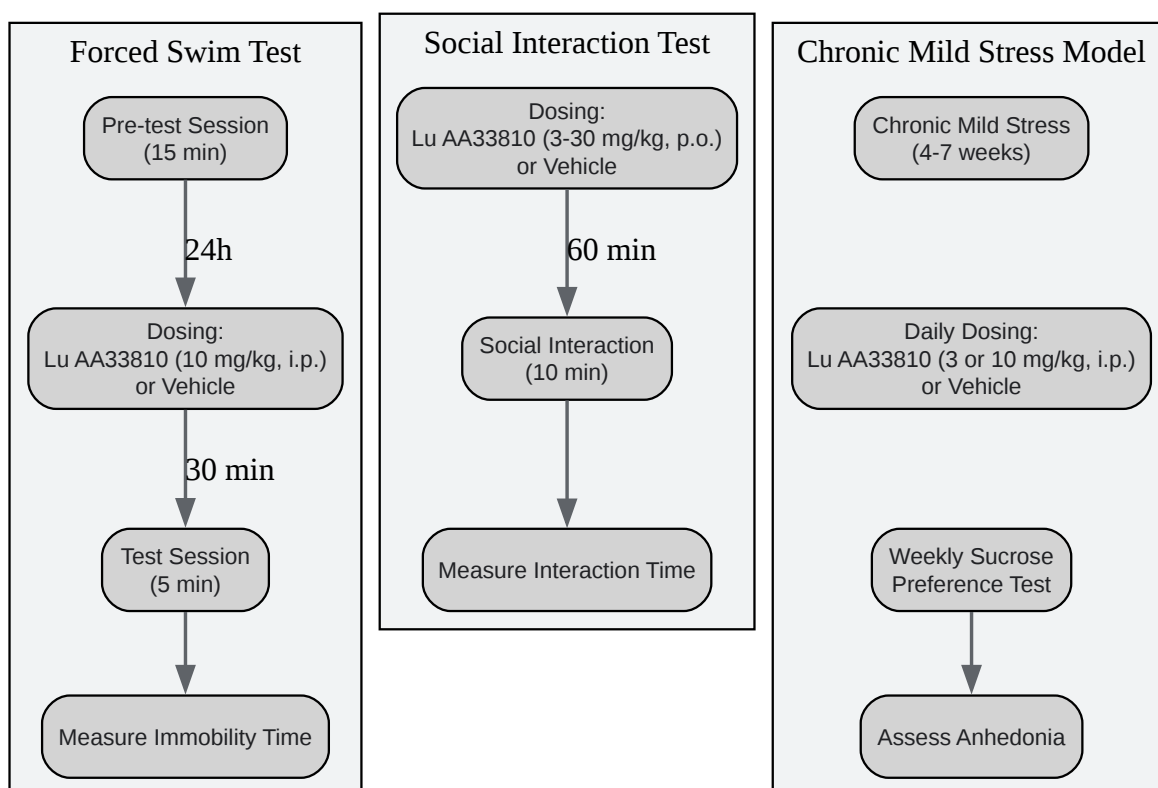 Forced Swim Test
Pre-test Session
(15 min)
24h
Dosing:
Lu AA33810 (10 mg/kg, i.p.)
or Vehicle
30 min
Test Session
(5 min)
Measure Immobility Time
Social Interaction Test
Dosing:
Lu AA33810 (3-30 mg/kg, p.o.)
or Vehicle
60 min
Social Interaction
(10 min)
Measure Interaction Time
Chronic Mild Stress Model
Chronic Mild Stress
(4-7 weeks)
Daily Dosing:
Lu AA33810 (3 or 10 mg/kg, i.p.)
or Vehicle
Weekly Sucrose
Preference Test
Assess Anhedonia